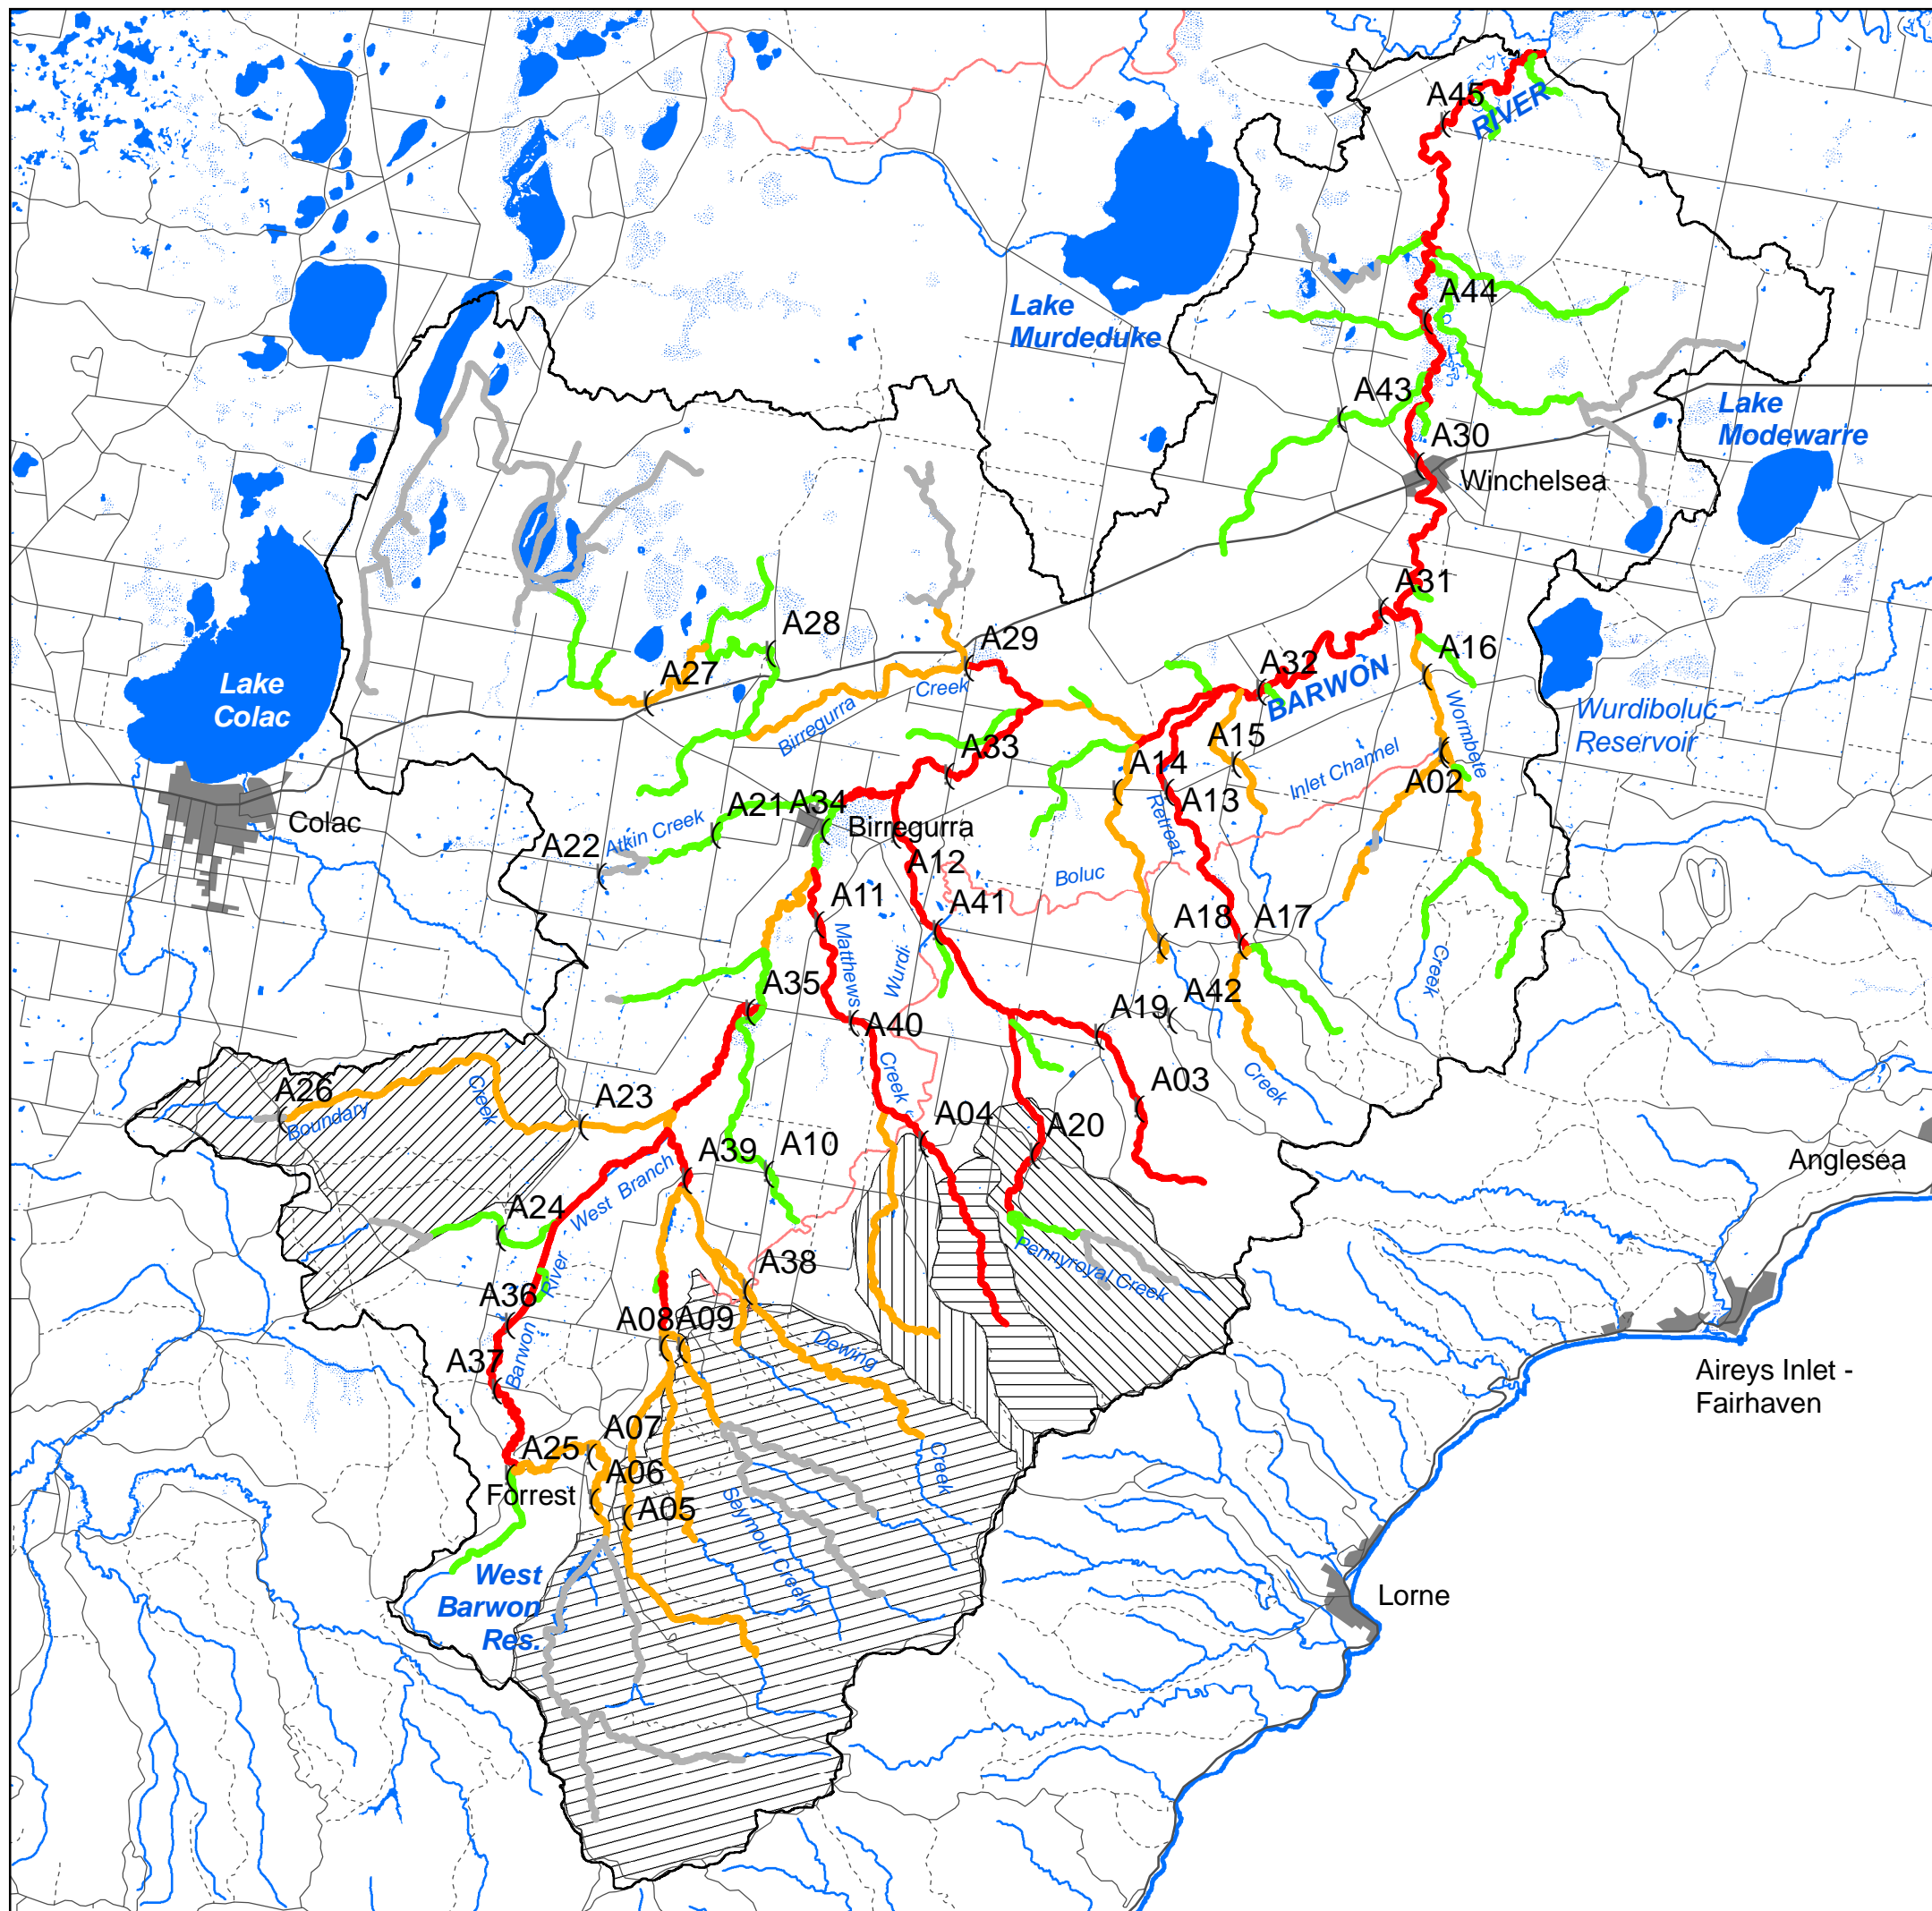 A45
RIVER
Lake
Murdeduke
A44
A43
Lake
Modewarre
A30
Winchelsea
A31
A28
A29
A16
A27
A32
BARWON
Lake
Colac
Creek
Birregurra
Wormbete
Wurdiboluc
Reservoir
A33
A14
A15
Inlet Channel
A02
A13
Colac
A21
A34
Birregurra
Retreat
A22
Atkin Creek
A12
Boluc
A11
A41
A18
A17
Matthews
Wurdi
Creek
A35
A42
A40
A19
Creek
Creek
Creek
A26
Boundary
A23
A03
A04
A20
A39
A10
Anglesea
West Branch
A24
Pennyroyal Creek
River
A38
A36
A08
A09
Dewing
Barwon
A37
Aireys Inlet -
Fairhaven
A25
A07
A06
Creek
Forrest
A05
Seymour Creek
West
Barwon
Res.
Lorne